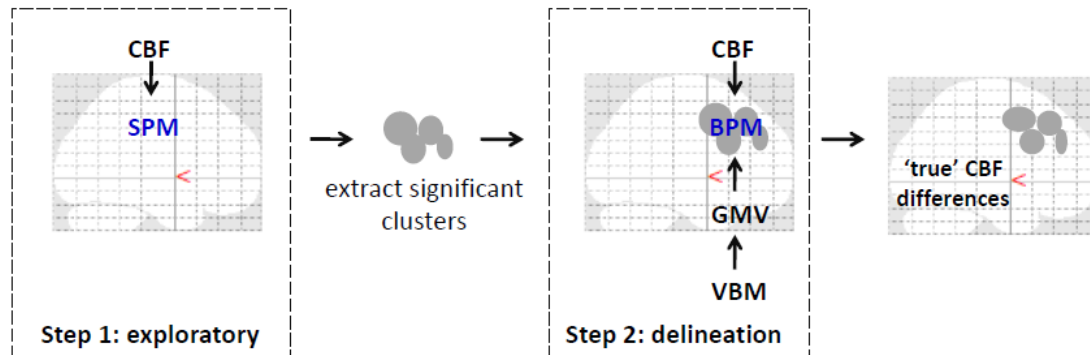 CBF
SPM
<
Step 1: exploratory
extract significant
clusters
CBF
BPM
<
GMV
VBM
Step 2: delineation
<
'true' CBF
differences